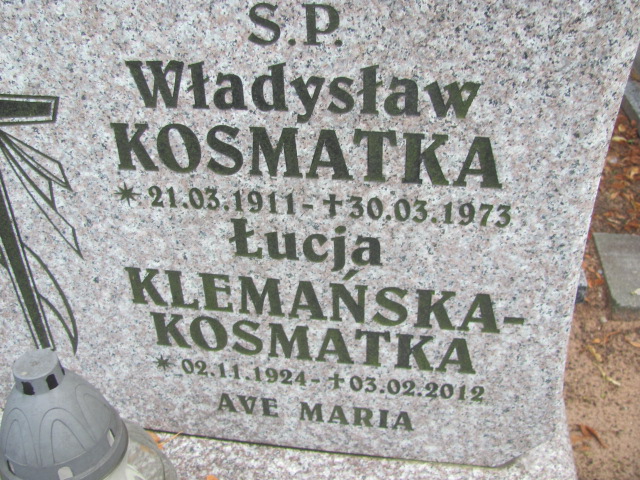 S.P.
Władysław
KOSMATKA
* 21.03.1911 - † 30.03.1973
Łucja
KLEMAŃSKA-
KOSMATKA
* 02.11.1924 - † 03.02.2012
AVE MARIA